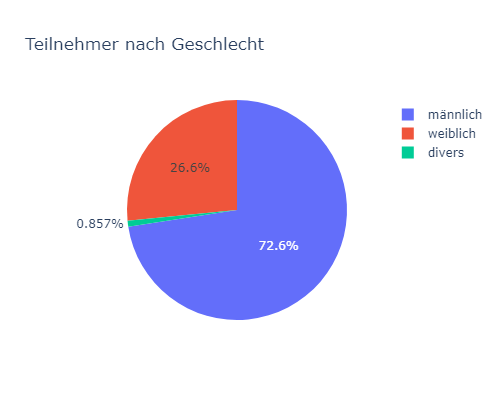 Teilnehmer nach Geschlecht
männlich
weiblich
divers
26.6%
0.857%
72.6%